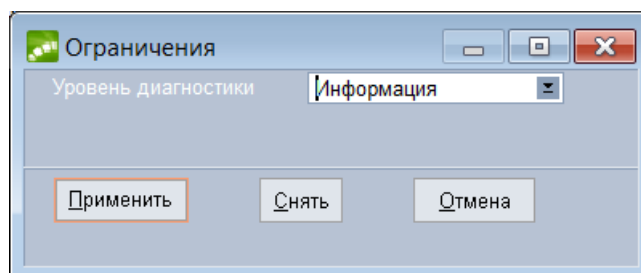 Ограничения
Уровень диагностики Информация
Применить Снять Отмена